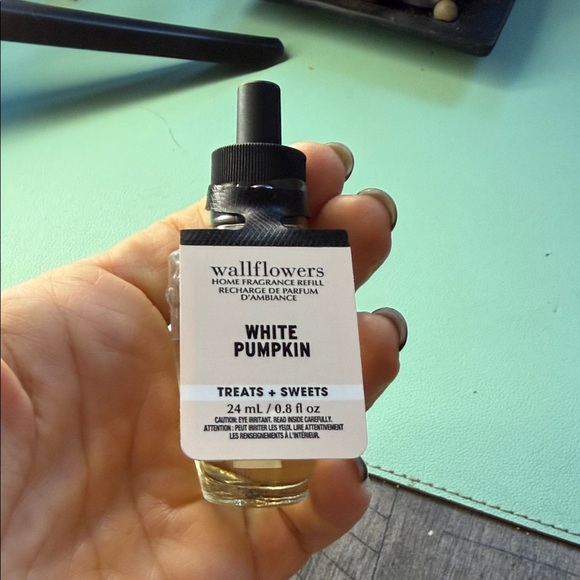 wallflowers
HOME FRAGRANCE REFILL
RECHARGE DE PARFUM
D'AMBIANCE
WHITE
PUMPKIN
TREATS + SWEETS
24 mL / 0.8 fl oz
CAUTION: EYE IRRITANT. READ INSIDE CAREFULLY.
ATTENTION : PEUT IRRITER LES YEUX. LIRE ATTENTIVEMENT
LES RENSEIGNEMENTS À L'INTÉRIEUR.